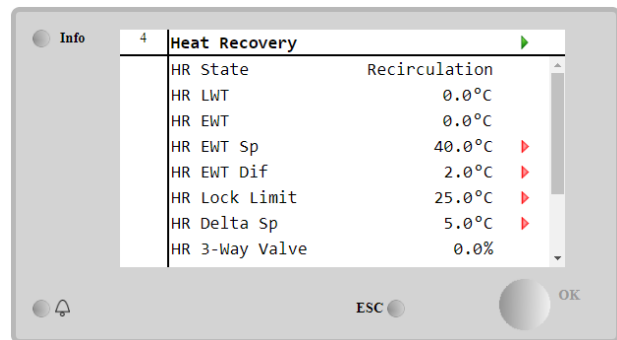 Info
4 Heat Recovery
HR State Recirculation
HR LWT 0.0°C
HR EWT 0.0°C
HR EWT Sp 40.0°C
HR EWT Dif 2.0°C
HR Lock Limit 25.0°C
HR Delta Sp 5.0°C
HR 3-Way Valve 0.0%
ESC
OK